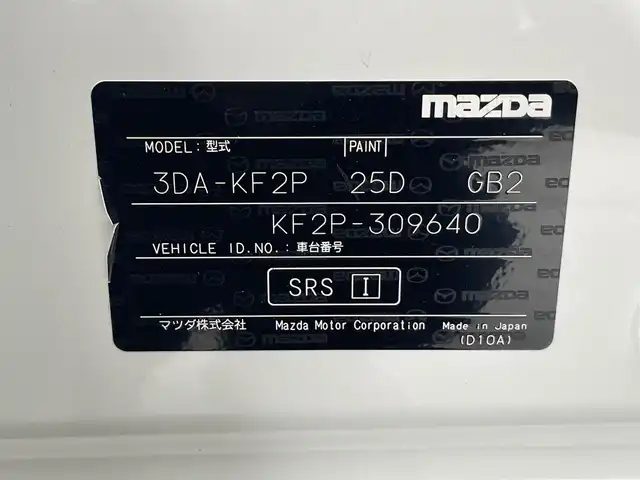 mazda
MODEL: 型式 PAINT
3DA-KF2P 25D GB2
KF2P-309640
VEHICLE ID.NO.: 車台番号
SRS I
マツダ株式会社 Mazda Motor Corporation Made in Japan
(D10A)